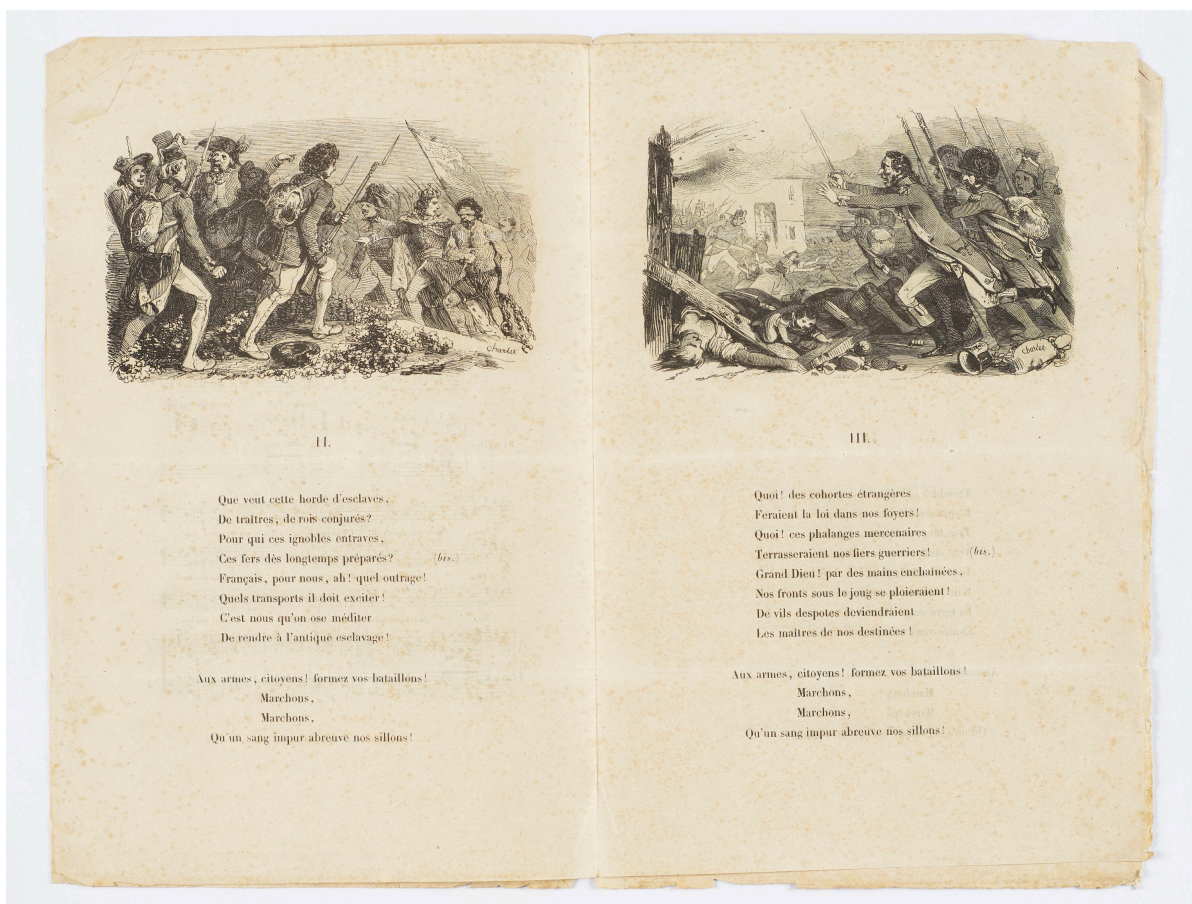 Charlet
II.
Que veut cette horde d'esclaves,
De traîtres, de rois conjurés?
Pour qui ces ignobles entraves,
Ces fers dès longtemps préparés? (bis.)
Français, pour nous, ah! quel outrage!
Quels transports il doit exciter!
C'est nous qu'on ose méditer
De rendre à l'antique esclavage!
Aux armes, citoyens! formez vos bataillons!
Marchons,
Marchons,
Qu'un sang impur abreuve nos sillons!
Charlet
III.
Quoi! des cohortes étrangères
Feraient la loi dans nos foyers!
Quoi! ces phalanges mercenaires
Terrasseraient nos fiers guerriers! (bis.)
Grand Dieu! par des mains enchaînées,
Nos fronts sous le joug se ploieraient!
De vils despotes deviendraient
Les maîtres de nos destinées!
Aux armes, citoyens! formez vos bataillons!
Marchons,
Marchons,
Qu'un sang impur abreuve nos sillons!